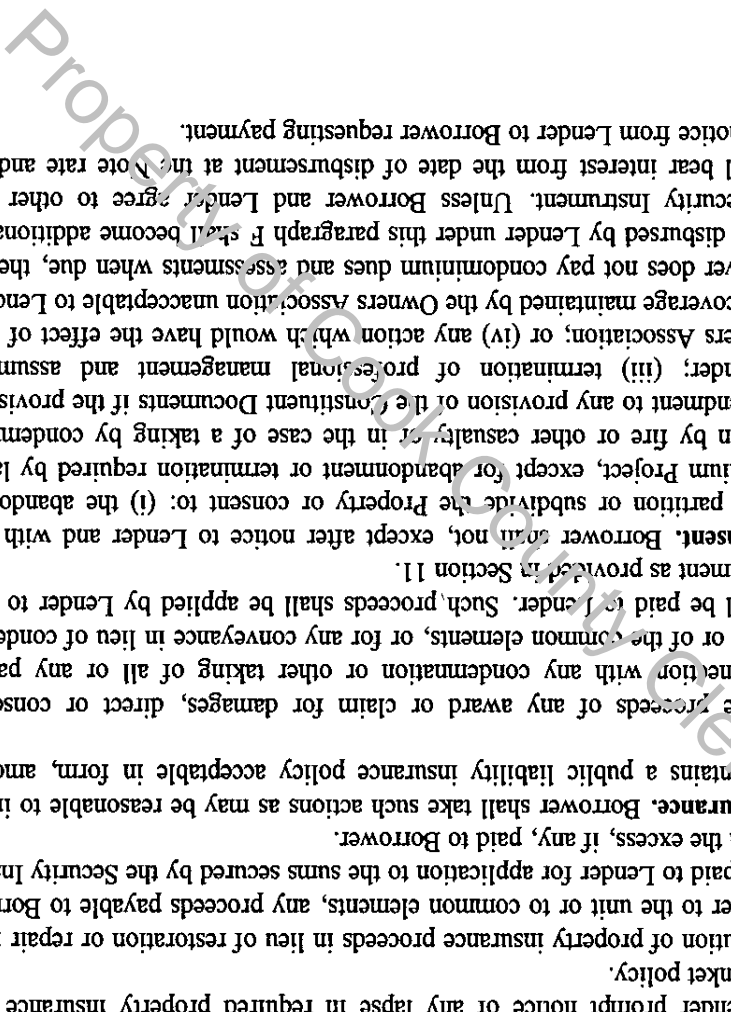 ender prompt notice of any lapse in required property insurance
nket policy.
ution of property insurance proceeds in lieu of restoration or repair
er to the unit or to common elements, any proceeds payable to Bor
paid to Lender for application to the sums secured by the Security In
the excess, if any, paid to Borrower.
urance. Borrower shall take such actions as may be reasonable to in
ntains a public liability insurance policy acceptable in form, amo
e proceeds of any award or claim for damages, direct or conse
nection with any condemnation or other taking of all or any pa
or of the common elements, or for any conveyance in lieu of conde
ll be paid to Lender. Such proceeds shall be applied by Lender to
ment as provided in Section 11.
nsent. Borrower shall not, except after notice to Lender and with
partition or subdivide the Property or consent to: (i) the abando
ium Project, except for abandonment or termination required by la
n by fire or other casualty or in the case of a taking by condem
ndment to any provision of the Constituent Documents if the provis
nder; (iii) termination of professional management and assum
ers Association; or (iv) any action which would have the effect of
coverage maintained by the Owners Association unacceptable to Lend
wer does not pay condominium dues and assessments when due, the
disbursed by Lender under this paragraph F shall become additiona
ecurity Instrument. Unless Borrower and Lender agree to other
l bear interest from the date of disbursement at the Note rate and
notice from Lender to Borrower requesting payment.
Property of Cook County Cle